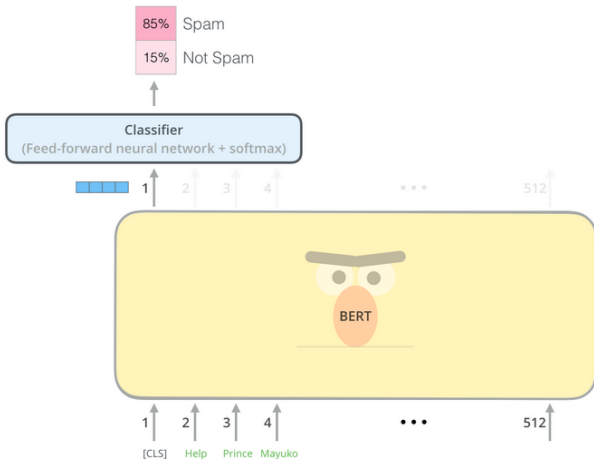 85% Spam
15% Not Spam
Classifier
(Feed-forward neural network + softmax)
1 2 3 4 ••• 512
BERT
1 2 3 4 ••• 512
[CLS] Help Prince Mayuko